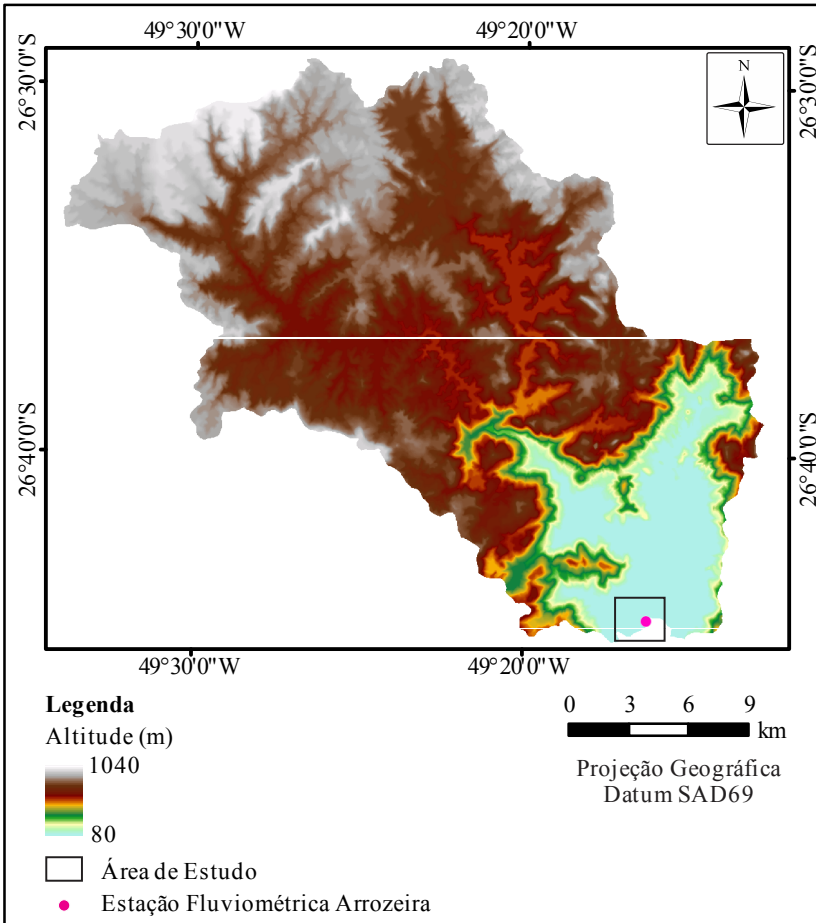 49°30'0"W
49°20'0"W
26°30'0"S
26°30'0"S
N
26°40'0"S
26°40'0"S
49°30'0"W
49°20'0"W
Legenda
Altitude (m)
1040
80
Área de Estudo
Estação Fluviométrica Arrozeira
0 3 6 9
km
Projeção Geográfica
Datum SAD69